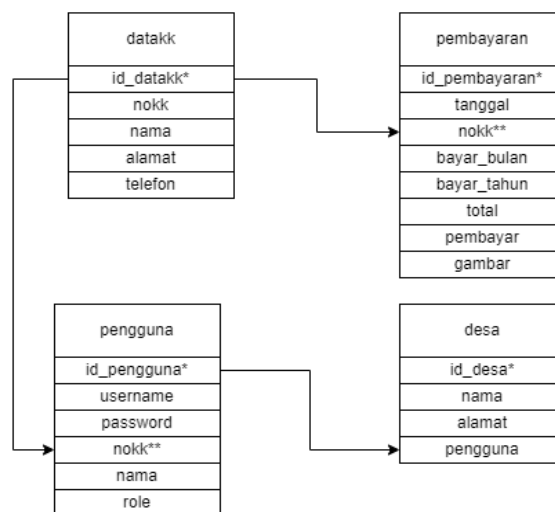 datakk
id_datakk*
nokk
nama
alamat
telefon
pembayaran
id_pembayaran*
tanggal
nokk**
bayar_bulan
bayar_tahun
total
pembayar
gambar
pengguna
id_pengguna*
username
password
nokk**
nama
role
desa
id_desa*
nama
alamat
pengguna